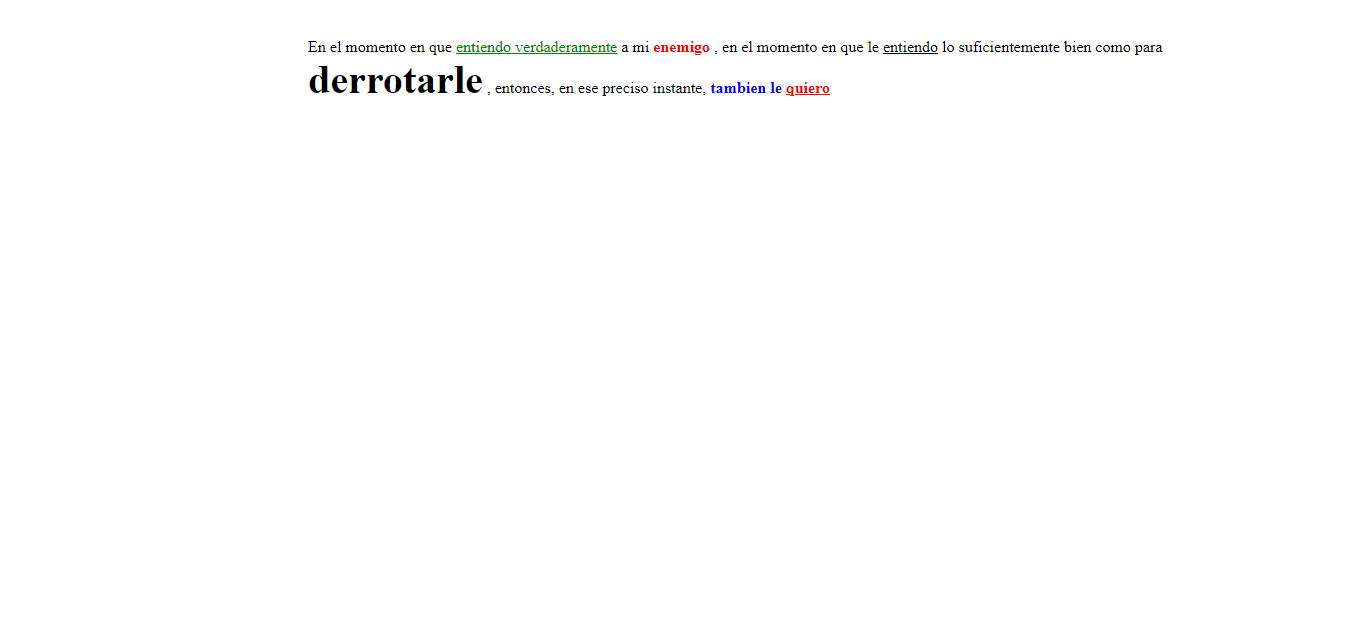 En el momento en que entiendo verdaderamente a mi enemigo , en el momento en que le entiendo lo suficientemente bien como para
derrotarle , entonces, en ese preciso instante, tambien le quiero